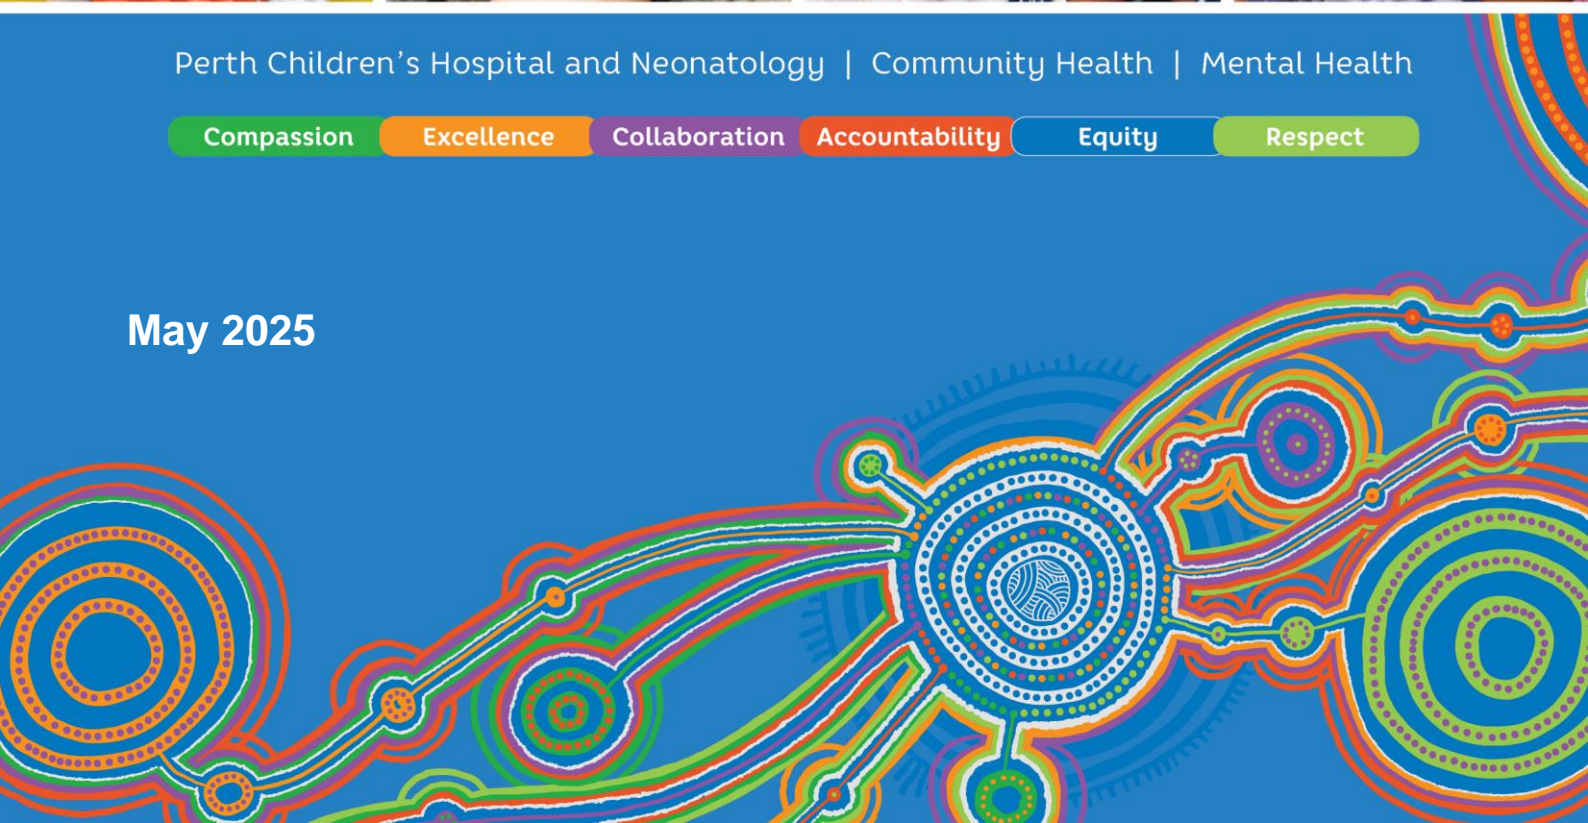 Perth Children's Hospital and Neonatology | Community Health | Mental Health
Compassion Excellence Collaboration Accountability Equity Respect
May 2025